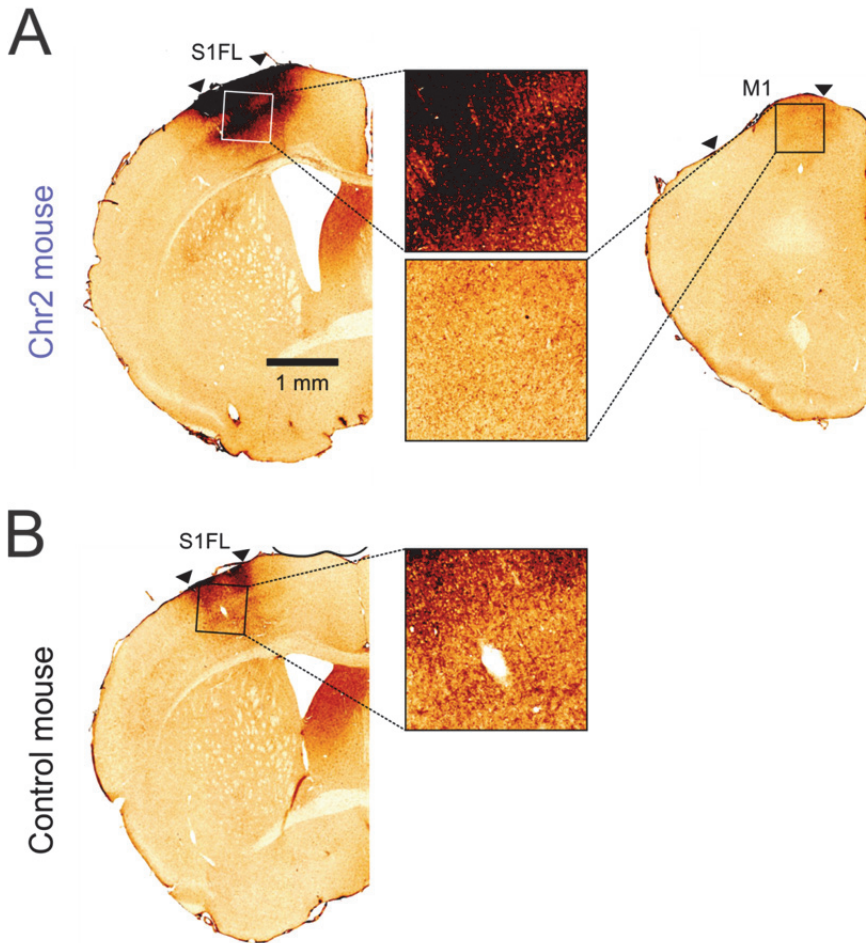 A
S1FL
M1
Chr2 mouse
1 mm
B
S1FL
Control mouse